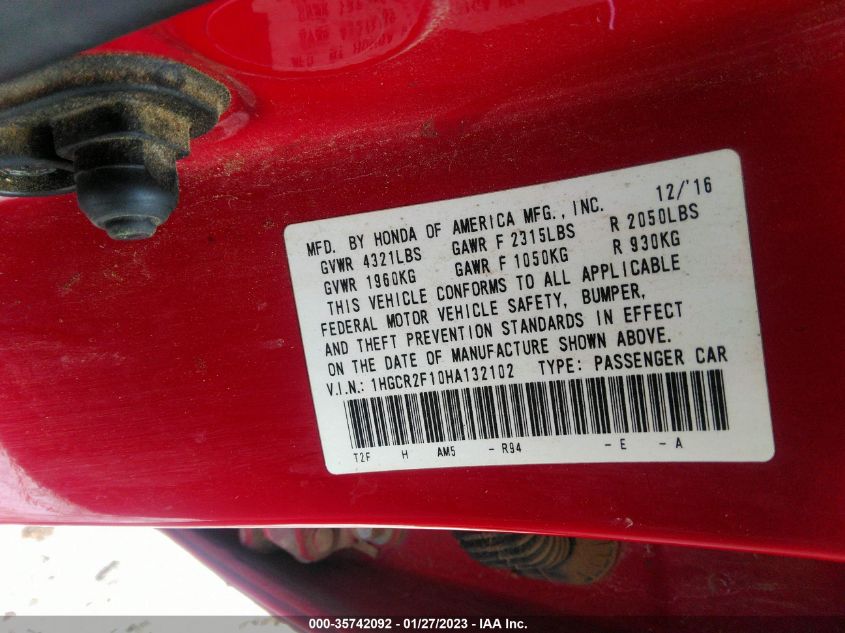 MFD. BY HONDA OF AMERICA MFG., INC. 12/'16
GVWR 4321LBS GAWR F 2315LBS R 2050LBS
GVWR 1960KG GAWR F 1050KG R 930KG
THIS VEHICLE CONFORMS TO ALL APPLICABLE
FEDERAL MOTOR VEHICLE SAFETY, BUMPER,
AND THEFT PREVENTION STANDARDS IN EFFECT
ON THE DATE OF MANUFACTURE SHOWN ABOVE.
V.I.N.: 1HGCR2F10HA132102 TYPE: PASSENGER CAR
T2F H AM5 - R94 - E - A
000-35742092 / 01/27/2023 / IAA Inc.